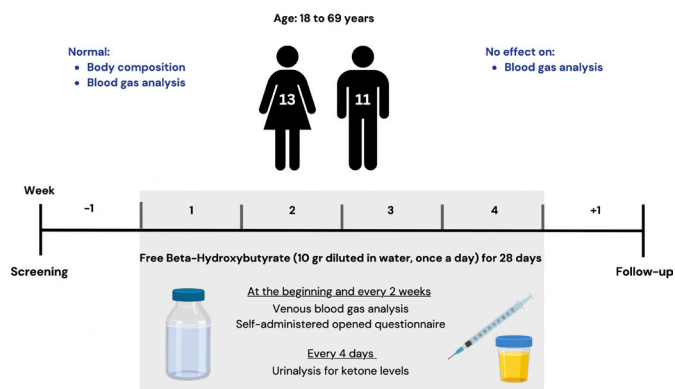 Age: 18 to 69 years
Normal:
• Body composition
• Blood gas analysis
No effect on:
• Blood gas analysis
13
11
Week
-1
1
2
3
4
+1
Screening
Free Beta-Hydroxybutyrate (10 gr diluted in water, once a day) for 28 days
Follow-up
At the beginning and every 2 weeks
Venous blood gas analysis
Self-administered opened questionnaire
Every 4 days
Urinalysis for ketone levels